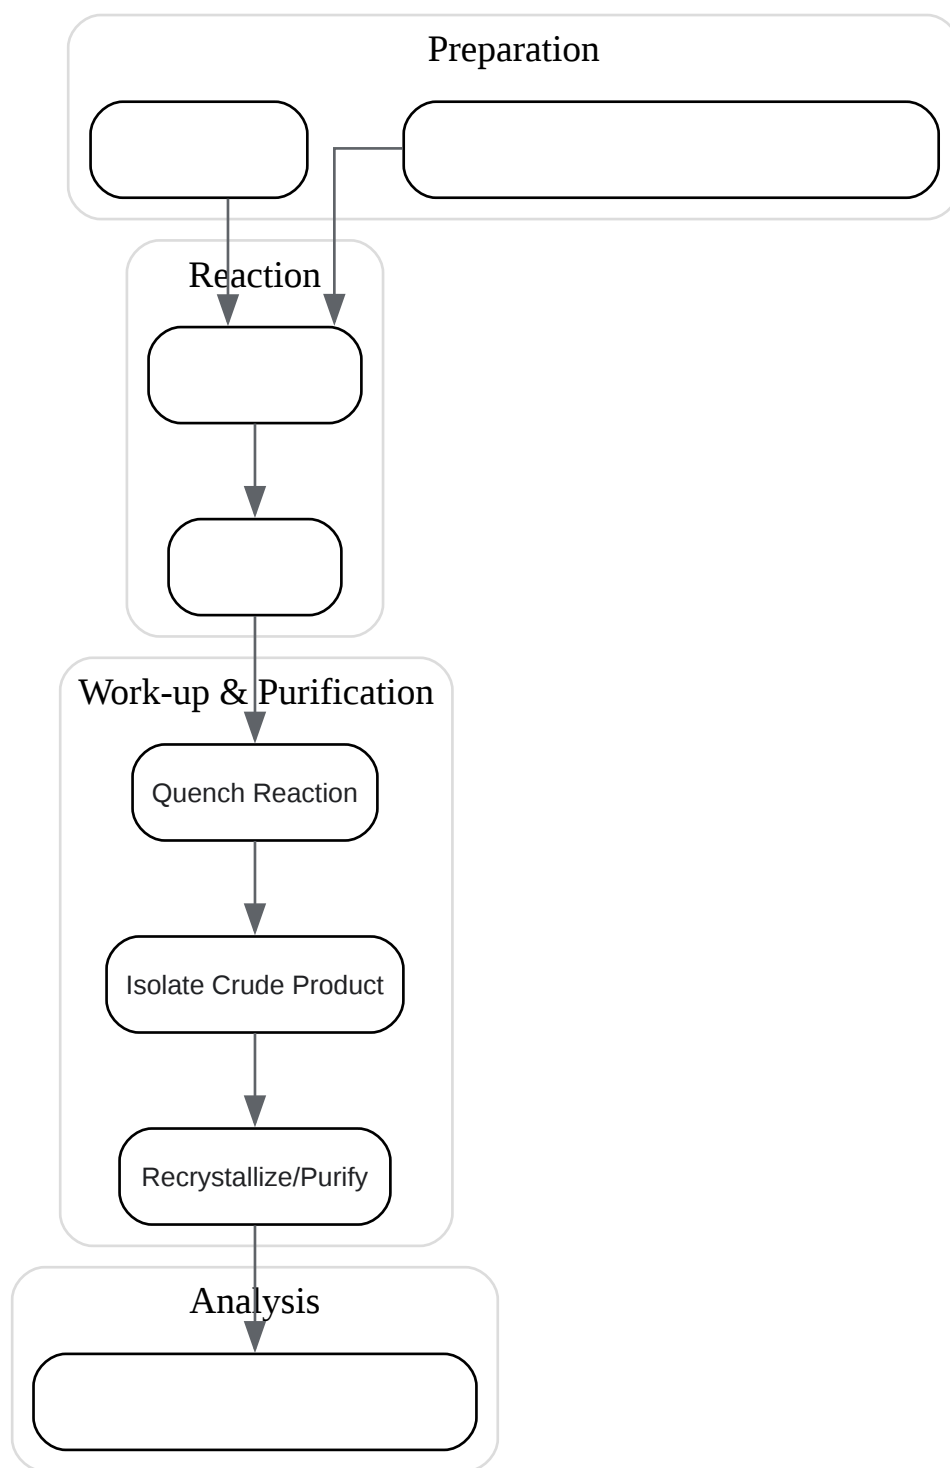 Preparation
Reaction
Work-up & Purification
Quench Reaction
Isolate Crude Product
Recrystallize/Purify
Analysis